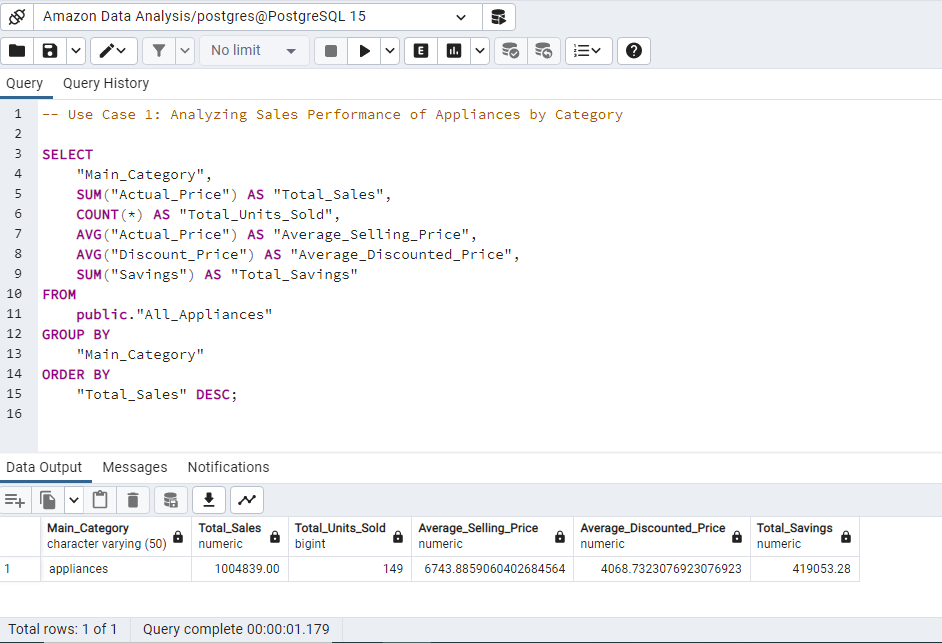 Amazon Data Analysis/postgres@PostgreSQL 15
No limit
E
Query Query History
1 -- Use Case 1: Analyzing Sales Performance of Appliances by Category
2
3 SELECT
4 "Main_Category",
5 SUM("Actual_Price") AS "Total_Sales",
6 COUNT(*) AS "Total_Units_Sold",
7 AVG("Actual_Price") AS "Average_Selling_Price",
8 AVG("Discount_Price") AS "Average_Discounted_Price",
9 SUM("Savings") AS "Total_Savings"
10 FROM
11 public."All_Appliances"
12 GROUP BY
13 "Main_Category"
14 ORDER BY
15 "Total_Sales" DESC;
16
Data Output Messages Notifications
Main_Category Total_Sales Total_Units_Sold Average_Selling_Price Average_Discounted_Price Total_Savings
character varying (50) numeric bigint numeric numeric numeric
1 appliances 1004839.00 149 6743.8859060402684564 4068.7323076923076923 419053.28
Total rows: 1 of 1 Query complete 00:00:01.179